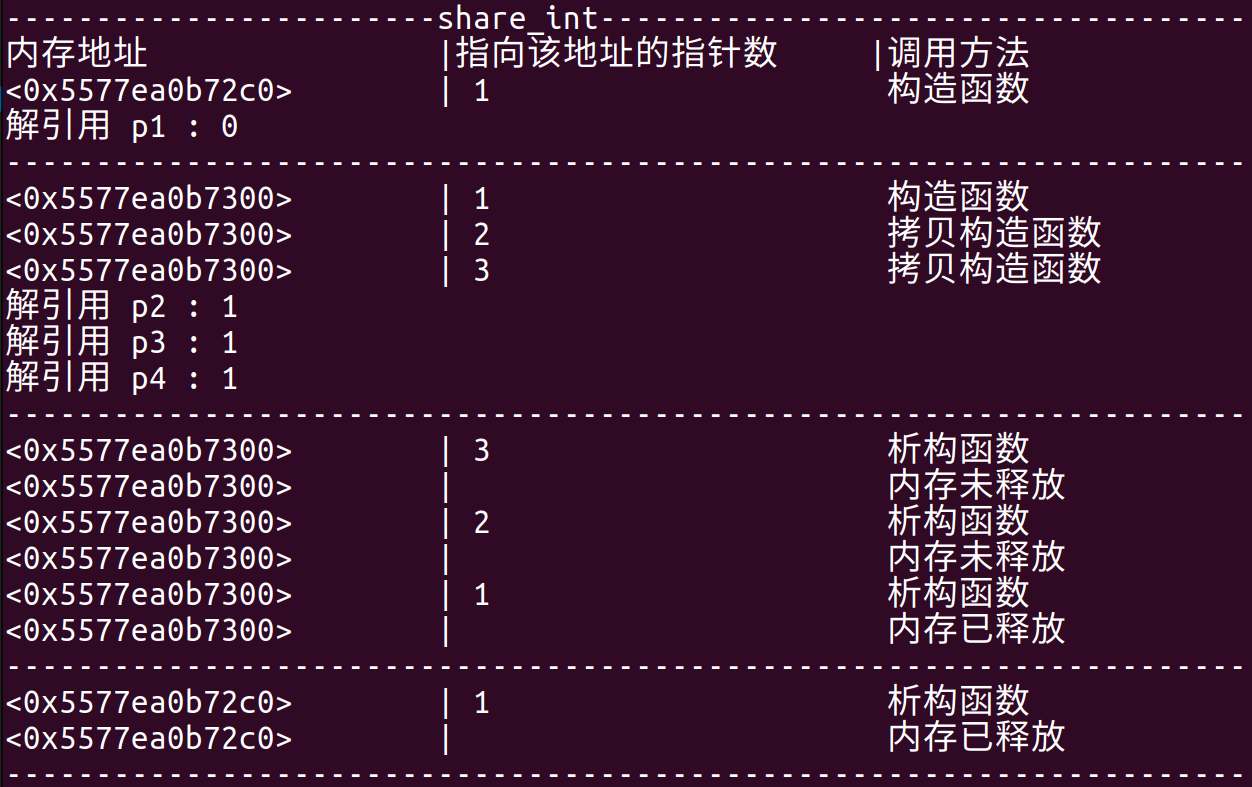 ------------------------share_int------------------------------------
内存地址                |指向该地址的指针数     |调用方法
<0x5577ea0b72c0>        | 1                      构造函数
解引用 p1 : 0
---------------------------------------------------------------------
<0x5577ea0b7300>        | 1                      构造函数
<0x5577ea0b7300>        | 2                      拷贝构造函数
<0x5577ea0b7300>        | 3                      拷贝构造函数
解引用 p2 : 1
解引用 p3 : 1
解引用 p4 : 1
---------------------------------------------------------------------
<0x5577ea0b7300>        | 3                      析构函数
<0x5577ea0b7300>        |                        内存未释放
<0x5577ea0b7300>        | 2                      析构函数
<0x5577ea0b7300>        |                        内存未释放
<0x5577ea0b7300>        | 1                      析构函数
<0x5577ea0b7300>        |                        内存已释放
---------------------------------------------------------------------
<0x5577ea0b72c0>        | 1                      析构函数
<0x5577ea0b72c0>        |                        内存已释放
---------------------------------------------------------------------